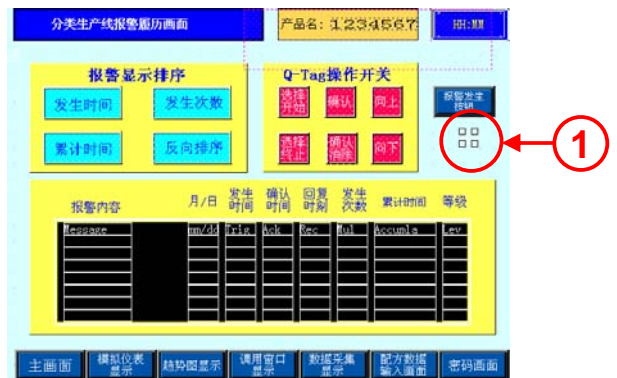 分类生产线报警履历画面
产品名: 1234567
HH:MM
报警显示排序
Q-Tag操作开关
发生时间
发生次数
选择开始
确认
向上
报警发生按钮
累计时间
反向排序
选择终止
确认消除
向下
1
报警内容
月/日
发生时间
确认时间
回复时刻
发生次数
累计时间
等级
Message
mm/dd
Trig
Ack
Rec
Mul
Accumla
Lev
主画面
模拟仪表显示
趋势图显示
调用窗口显示
数据采集显示
配方数据输入画面
密码画面